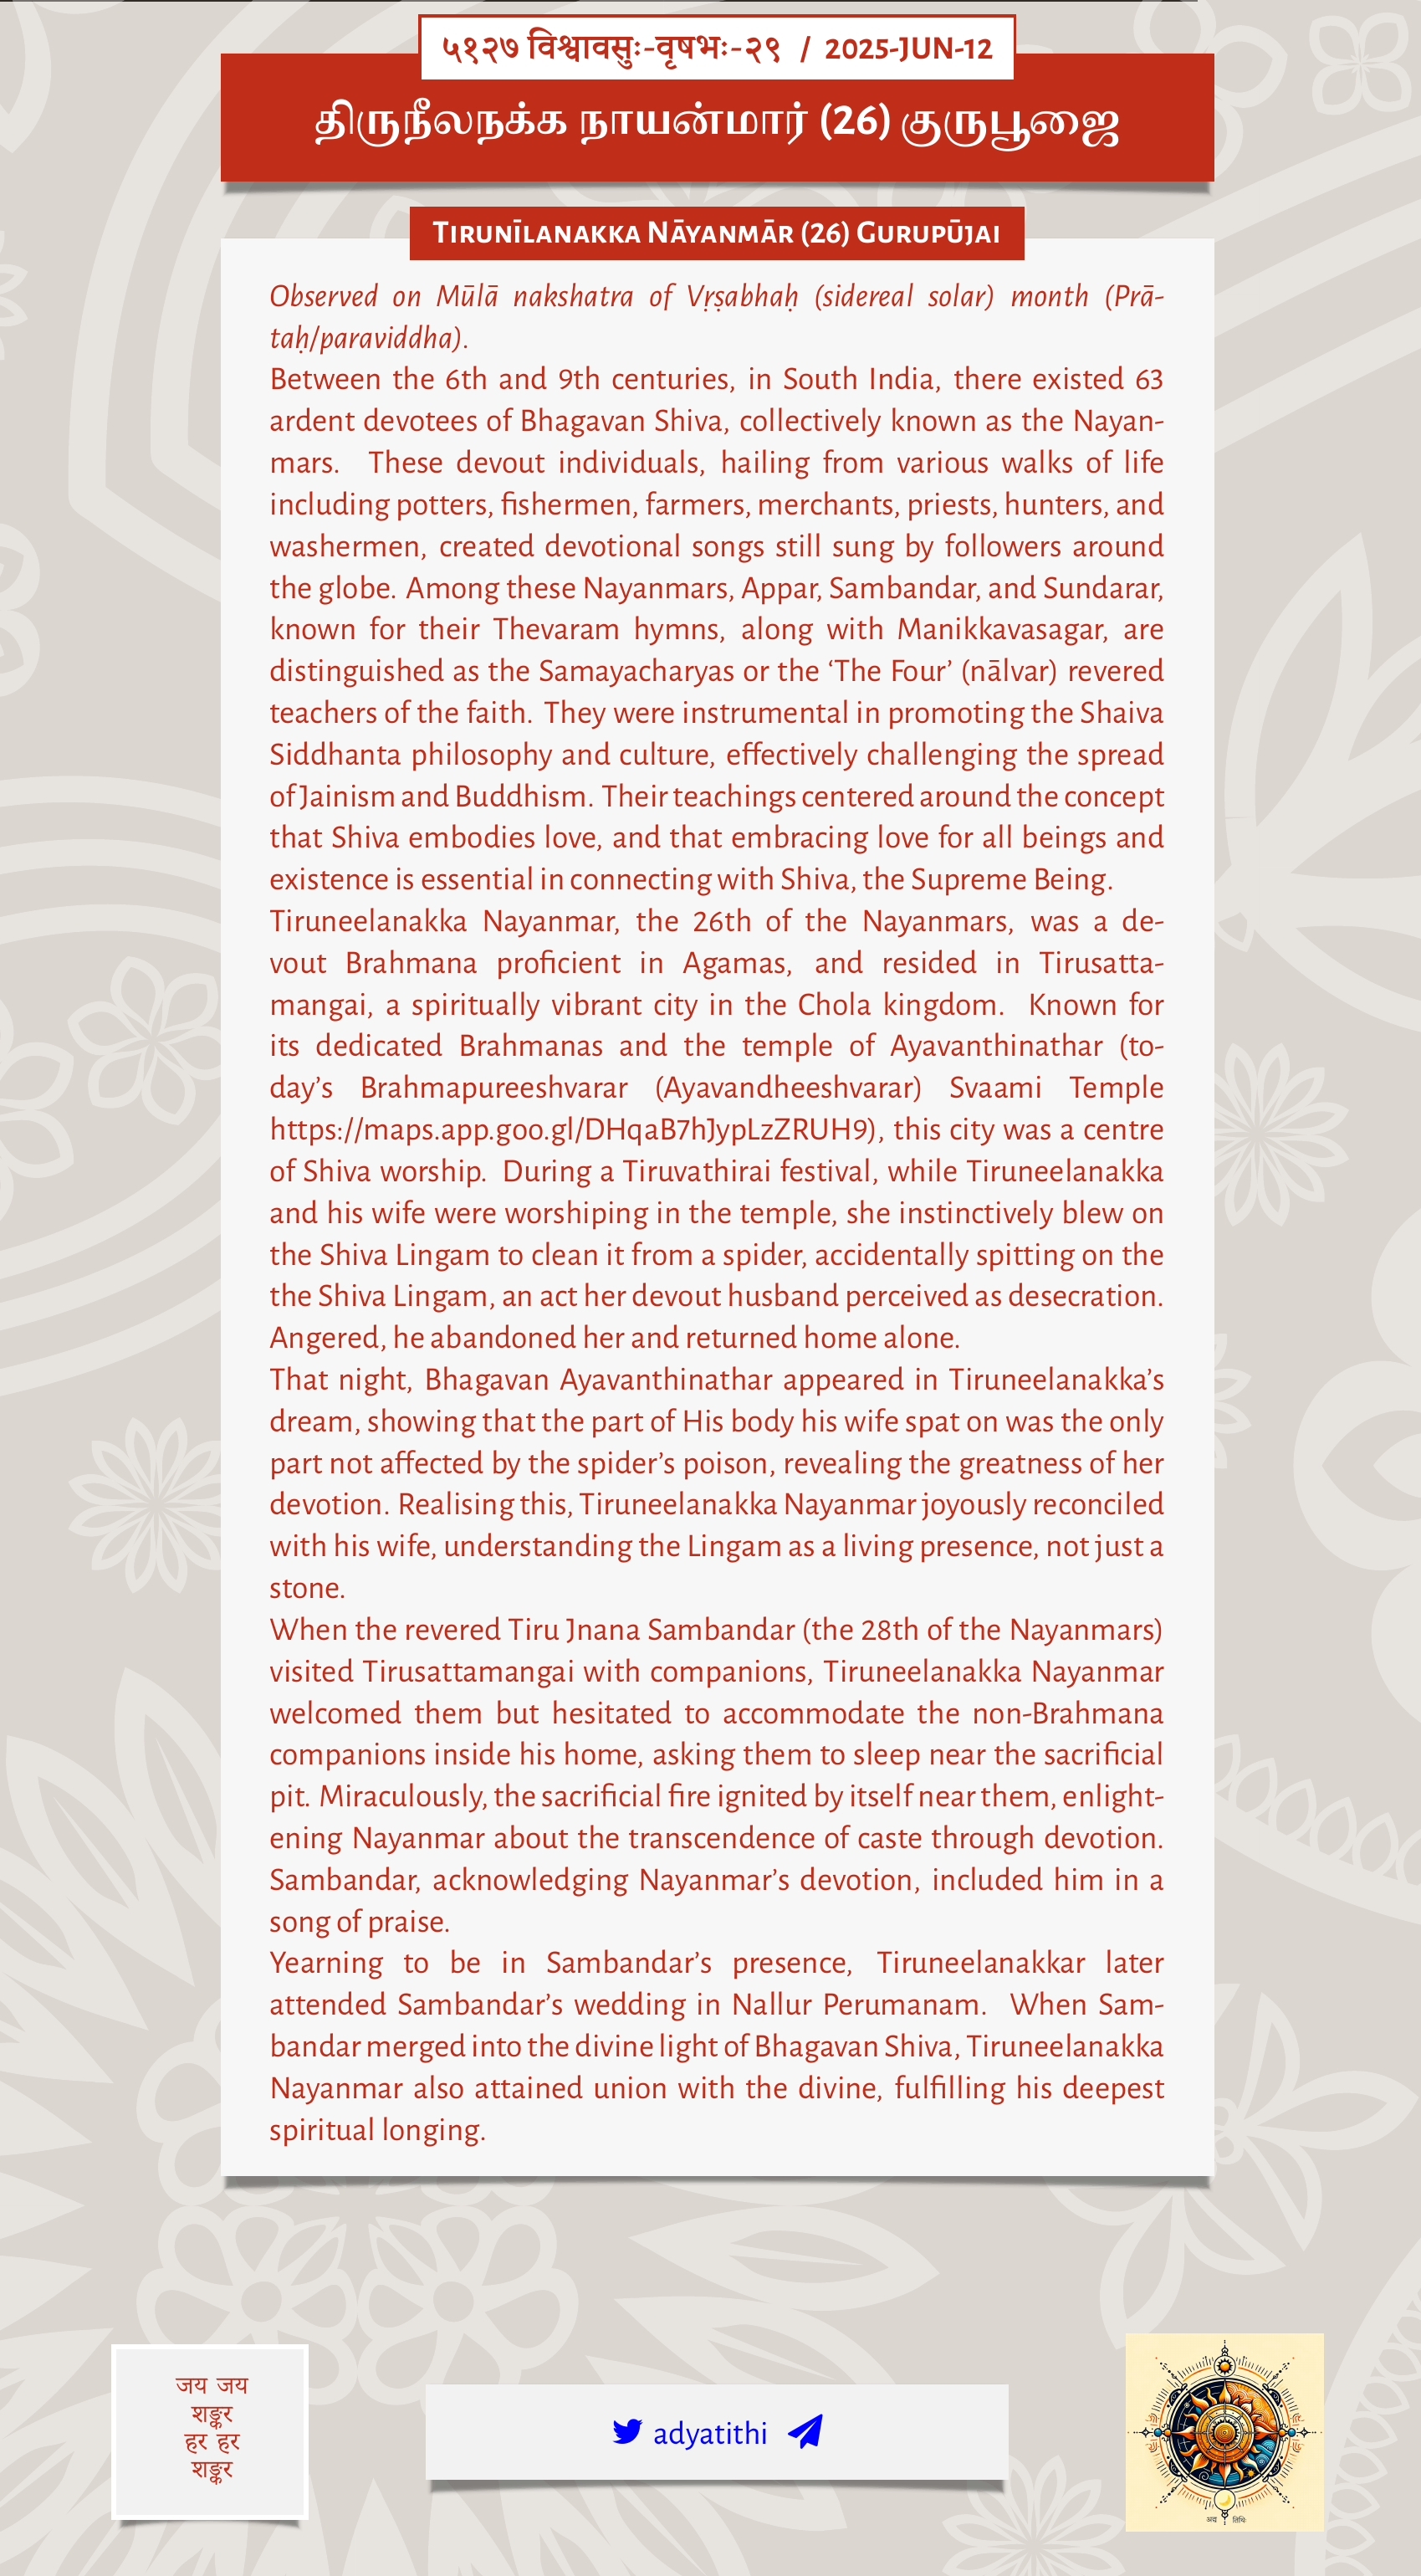 ५१२७ विश्वावसुः-वृषभः-२९ / 2025-JUN-12
திருநீலநக்க நாயன்மார் (26) குருபூஜை
Tirunīlanakka Nāyanmār (26) Gurupūjai
Observed on Mūlā nakshatra of Vṛṣabhaḥ (sidereal solar) month (Prā-
taḥ/paraviddha).
Between the 6th and 9th centuries, in South India, there existed 63
ardent devotees of Bhagavan Shiva, collectively known as the Nayan-
mars. These devout individuals, hailing from various walks of life
including potters, fishermen, farmers, merchants, priests, hunters, and
washermen, created devotional songs still sung by followers around
the globe. Among these Nayanmars, Appar, Sambandar, and Sundarar,
known for their Thevaram hymns, along with Manikkavasagar, are
distinguished as the Samayacharyas or the ‘The Four’ (nālvar) revered
teachers of the faith. They were instrumental in promoting the Shaiva
Siddhanta philosophy and culture, effectively challenging the spread
of Jainism and Buddhism. Their teachings centered around the concept
that Shiva embodies love, and that embracing love for all beings and
existence is essential in connecting with Shiva, the Supreme Being.
Tiruneelanakka Nayanmar, the 26th of the Nayanmars, was a de-
vout Brahmana proficient in Agamas, and resided in Tirusatta-
mangai, a spiritually vibrant city in the Chola kingdom. Known for
its dedicated Brahmanas and the temple of Ayavanthinathar (to-
day’s Brahmapureeshvarar (Ayavandheeshvarar) Svaami Temple
https://maps.app.goo.gl/DHqaB7hJypLzZRUH9), this city was a centre
of Shiva worship. During a Tiruvathirai festival, while Tiruneelanakka
and his wife were worshiping in the temple, she instinctively blew on
the Shiva Lingam to clean it from a spider, accidentally spitting on the
the Shiva Lingam, an act her devout husband perceived as desecration.
Angered, he abandoned her and returned home alone.
That night, Bhagavan Ayavanthinathar appeared in Tiruneelanakka’s
dream, showing that the part of His body his wife spat on was the only
part not affected by the spider’s poison, revealing the greatness of her
devotion. Realising this, Tiruneelanakka Nayanmar joyously reconciled
with his wife, understanding the Lingam as a living presence, not just a
stone.
When the revered Tiru Jnana Sambandar (the 28th of the Nayanmars)
visited Tirusattamangai with companions, Tiruneelanakka Nayanmar
welcomed them but hesitated to accommodate the non-Brahmana
companions inside his home, asking them to sleep near the sacrificial
pit. Miraculously, the sacrificial fire ignited by itself near them, enlight-
ening Nayanmar about the transcendence of caste through devotion.
Sambandar, acknowledging Nayanmar’s devotion, included him in a
song of praise.
Yearning to be in Sambandar’s presence, Tiruneelanakkar later
attended Sambandar’s wedding in Nallur Perumanam. When Sam-
bandar merged into the divine light of Bhagavan Shiva, Tiruneelanakka
Nayanmar also attained union with the divine, fulfilling his deepest
spiritual longing.
जय जय
शङ्कर
हर हर
शङ्कर
adyatithi
अद्य तिथिः